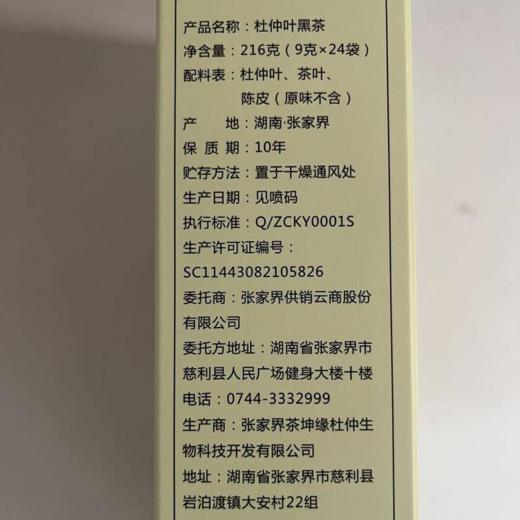 产品名称：杜仲叶黑茶
净含量：216克（9克×24袋）
配料表：杜仲叶、茶叶、
陈皮（原味不含）
产 地：湖南·张家界
保 质 期：10年
贮存方法：置于干燥通风处
生产日期：见喷码
执行标准：Q/ZCKY0001S
生产许可证编号：
SC11443082105826
委托商：张家界供销云商股份
有限公司
委托方地址：湖南省张家界市
慈利县人民广场健身大楼十楼
电话：0744-3332999
生产商：张家界茶坤缘杜仲生
物科技开发有限公司
地址：湖南省张家界市慈利县
岩泊渡镇大安村22组